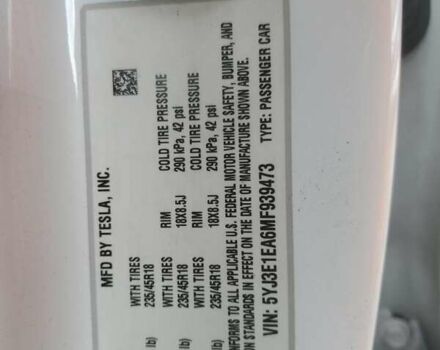 MFD BY TESLA, INC.
WITH TIRES
235/45R18
lb) WITH TIRES RIM COLD TIRE PRESSURE
235/45R18 18X8.5J 290 kPa, 42 psi
lb) WITH TIRES RIM COLD TIRE PRESSURE
235/45R18 18X8.5J 290 kPa, 42 psi
NFORMS TO ALL APPLICABLE U.S. FEDERAL MOTOR VEHICLE SAFETY, BUMPER, AND
ON STANDARDS IN EFFECT ON THE DATE OF MANUFACTURE SHOWN ABOVE.
VIN: 5YJ3E1EA6MF939473 TYPE: PASSENGER CAR